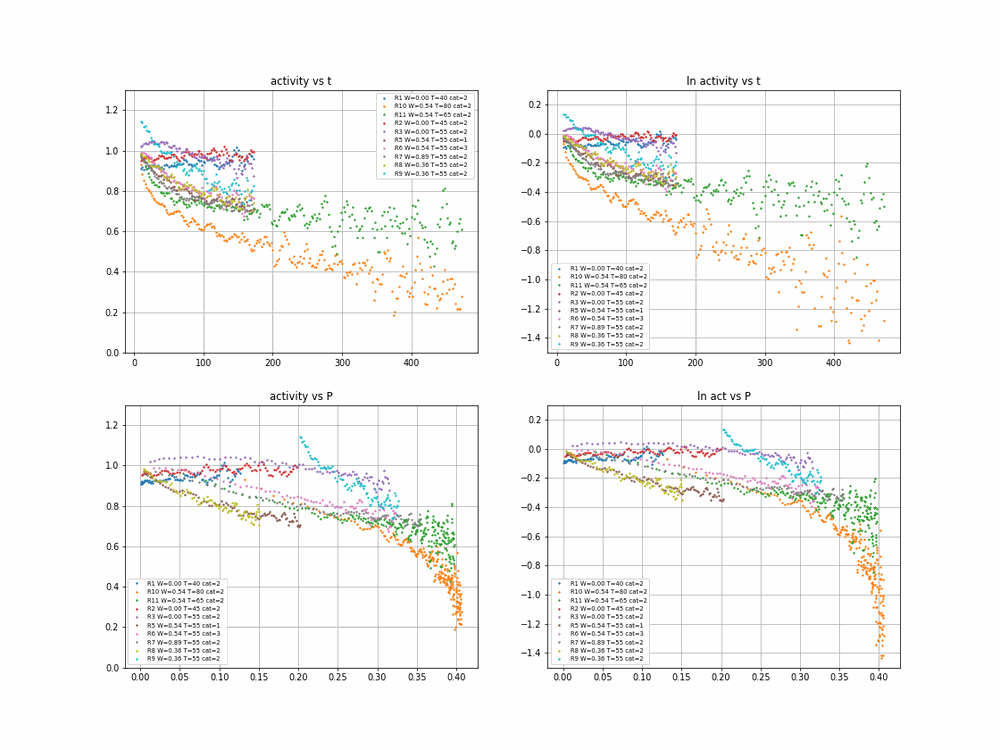 activity vs t
1.2
1.0
0.8
0.6
0.4
0.2
0.0
0
100
200
300
400
R1 W=0.00 T=40 cat=2
R10 W=0.54 T=80 cat=2
R11 W=0.54 T=65 cat=2
R2 W=0.00 T=45 cat=2
R3 W=0.00 T=55 cat=2
R5 W=0.54 T=55 cat=1
R6 W=0.54 T=55 cat=3
R7 W=0.89 T=55 cat=2
R8 W=0.36 T=55 cat=2
R9 W=0.36 T=55 cat=2
ln activity vs t
0.2
0.0
−0.2
−0.4
−0.6
−0.8
−1.0
−1.2
−1.4
0
100
200
300
400
R1 W=0.00 T=40 cat=2
R10 W=0.54 T=80 cat=2
R11 W=0.54 T=65 cat=2
R2 W=0.00 T=45 cat=2
R3 W=0.00 T=55 cat=2
R5 W=0.54 T=55 cat=1
R6 W=0.54 T=55 cat=3
R7 W=0.89 T=55 cat=2
R8 W=0.36 T=55 cat=2
R9 W=0.36 T=55 cat=2
activity vs P
1.2
1.0
0.8
0.6
0.4
0.2
0.0
0.00
0.05
0.10
0.15
0.20
0.25
0.30
0.35
0.40
R1 W=0.00 T=40 cat=2
R10 W=0.54 T=80 cat=2
R11 W=0.54 T=65 cat=2
R2 W=0.00 T=45 cat=2
R3 W=0.00 T=55 cat=2
R5 W=0.54 T=55 cat=1
R6 W=0.54 T=55 cat=3
R7 W=0.89 T=55 cat=2
R8 W=0.36 T=55 cat=2
R9 W=0.36 T=55 cat=2
ln act vs P
0.2
0.0
−0.2
−0.4
−0.6
−0.8
−1.0
−1.2
−1.4
0.00
0.05
0.10
0.15
0.20
0.25
0.30
0.35
0.40
R1 W=0.00 T=40 cat=2
R10 W=0.54 T=80 cat=2
R11 W=0.54 T=65 cat=2
R2 W=0.00 T=45 cat=2
R3 W=0.00 T=55 cat=2
R5 W=0.54 T=55 cat=1
R6 W=0.54 T=55 cat=3
R7 W=0.89 T=55 cat=2
R8 W=0.36 T=55 cat=2
R9 W=0.36 T=55 cat=2